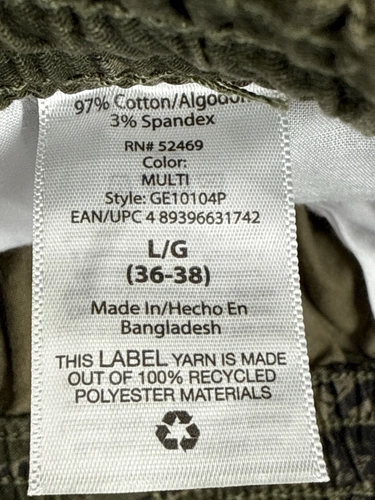 97% Cotton/Algodon
3% Spandex
RN# 52469
Color:
MULTI
Style: GE10104P
EAN/UPC 4 89396631742
L/G
(36-38)
Made In/Hecho En
Bangladesh
THIS LABEL YARN IS MADE
OUT OF 100% RECYCLED
POLYESTER MATERIALS